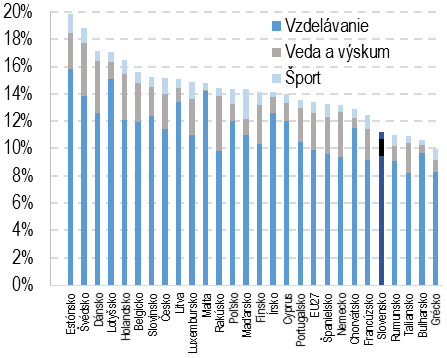 20%
18%
16%
14%
12%
10%
8%
6%
4%
2%
0%
Vzdelávanie
Veda a výskum
Šport
Estónsko
Švédsko
Dánsko
Lotyšsko
Holandsko
Belgicko
Slovinsko
Česko
Litva
Luxembursko
Malta
Rakúsko
Poľsko
Maďarsko
Fínsko
Írsko
Cyprus
Portugalsko
EU27
Španielsko
Nemecko
Chorvátsko
Francúzsko
Slovensko
Rumunsko
Taliansko
Bulharsko
Grécko